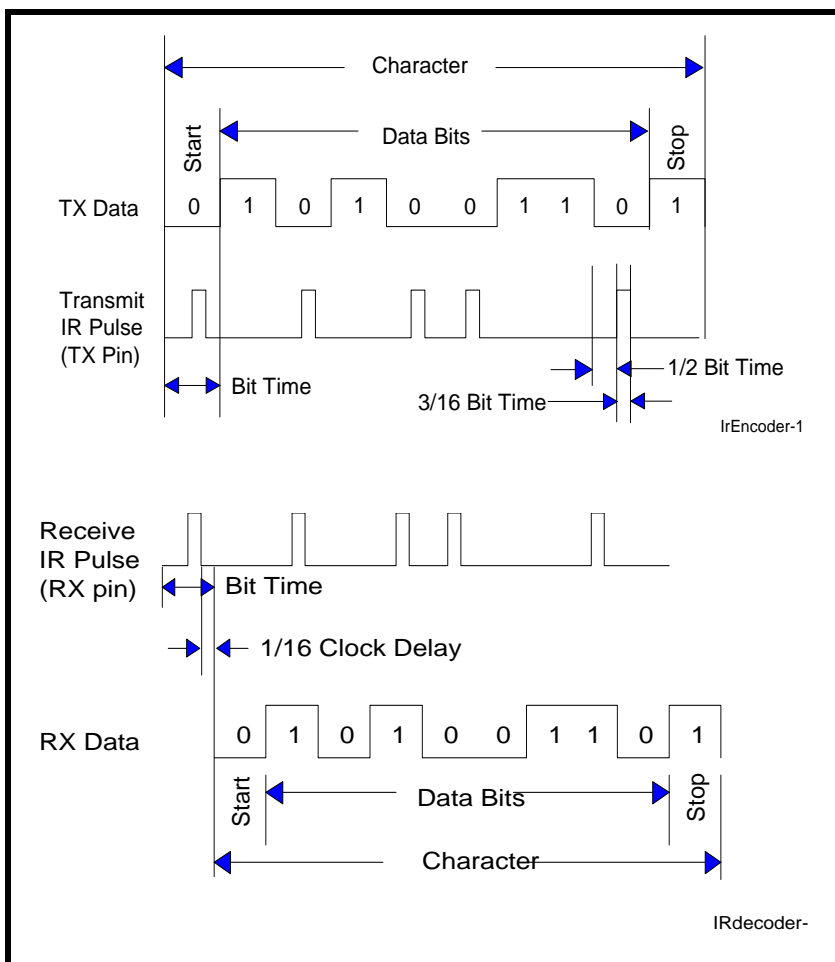 Character
Start
Data Bits
Stop
TX Data
0 1 0 1 0 0 1 1 0 1
Transmit
IR Pulse
(TX Pin)
Bit Time
1/2 Bit Time
3/16 Bit Time
IrEncoder-1
Receive
IR Pulse
(RX pin)
Bit Time
1/16 Clock Delay
RX Data
0 1 0 1 0 0 1 1 0 1
Start
Data Bits
Stop
Character
IRdecoder-